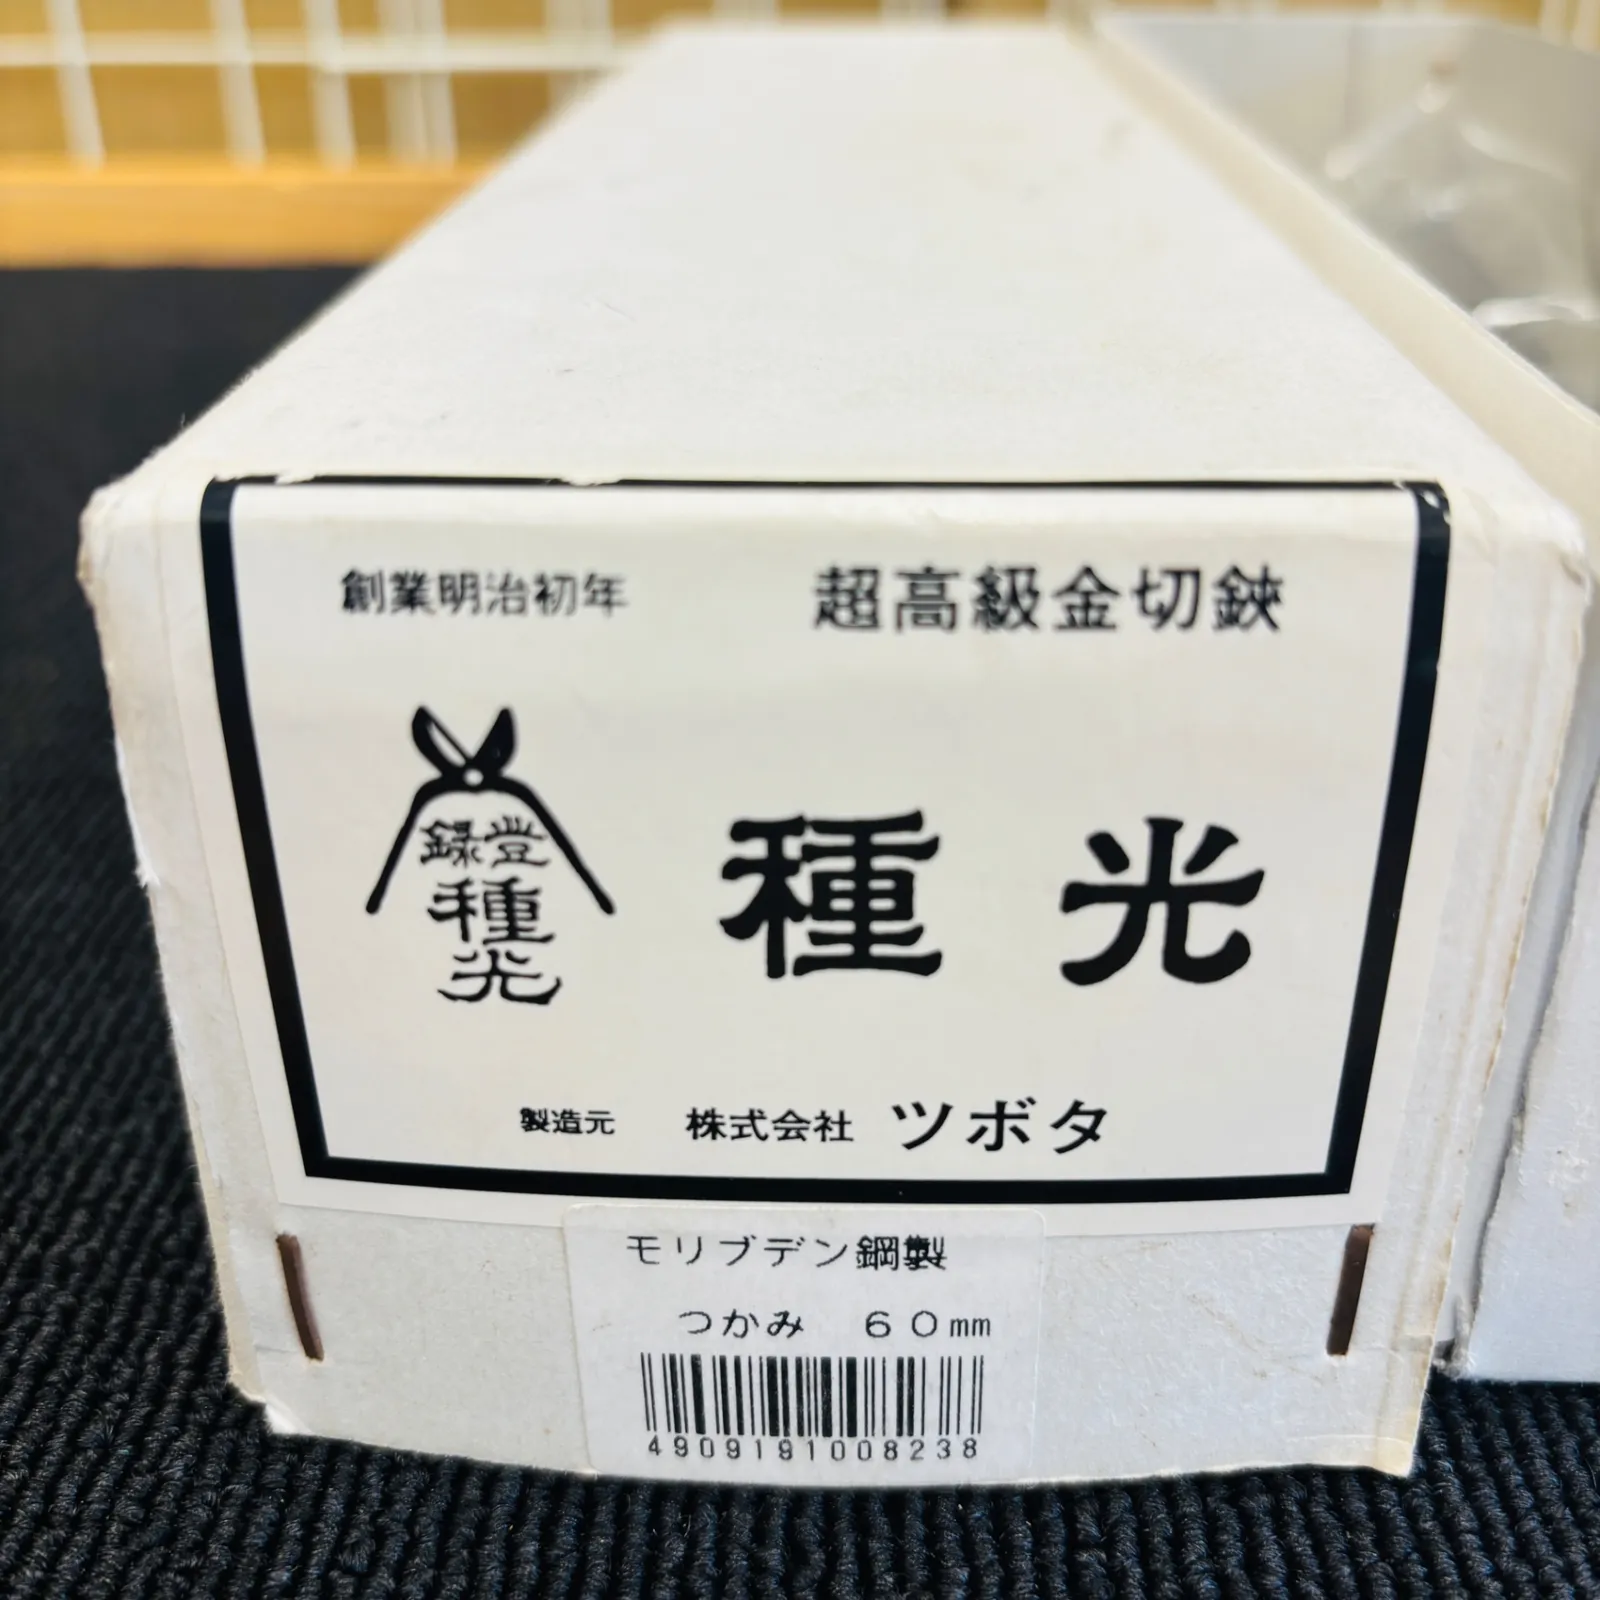 創業明治初年
超高級金切鋏
登録
種光
種光
製造元 株式会社 ツボタ
モリブデン鋼製
つかみ 60mm
4909191008238